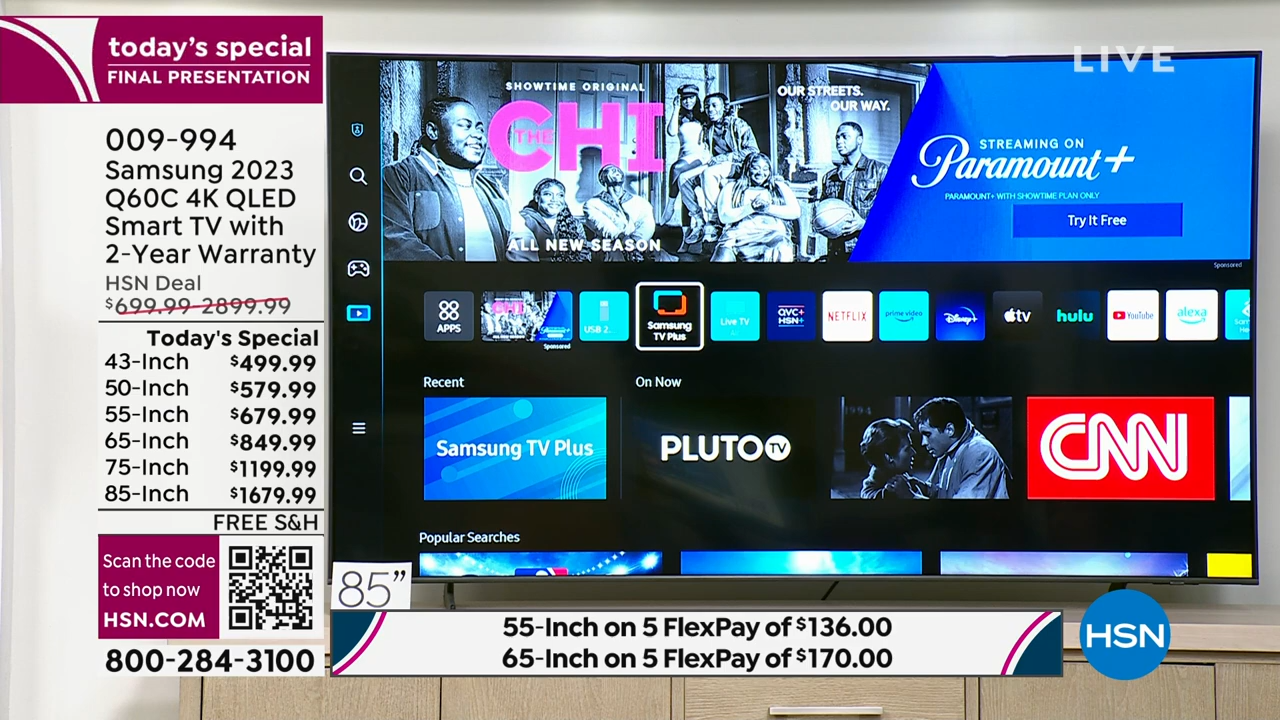 today's special
FINAL PRESENTATION
009-994
Samsung 2023
Q60C 4K QLED
Smart TV with
2-Year Warranty
HSN Deal
$699.99-2899.99
Today's Special
43-Inch $499.99
50-Inch $579.99
55-Inch $679.99
65-Inch $849.99
75-Inch $1199.99
85-Inch $1679.99
FREE S&H
Scan the code
to shop now
HSN.COM
800-284-3100
LIVE
SHOWTIME ORIGINAL
THE CHI
ALL NEW SEASON
OUR STREETS.
OUR WAY.
STREAMING ON
Paramount+
PARAMOUNT+ WITH SHOWTIME PLAN ONLY
Try It Free
Sponsored
APPS
CHI
Sponsored
USB 2...
Samsung
TV Plus
Live TV
QVC+
HSN+
NETFLIX
prime video
Disney+
tv
hulu
YouTube
alexa
Recent
On Now
Samsung TV Plus
PLUTO TV
CNN
Popular Searches
85"
55-Inch on 5 FlexPay of $136.00
65-Inch on 5 FlexPay of $170.00
HSN